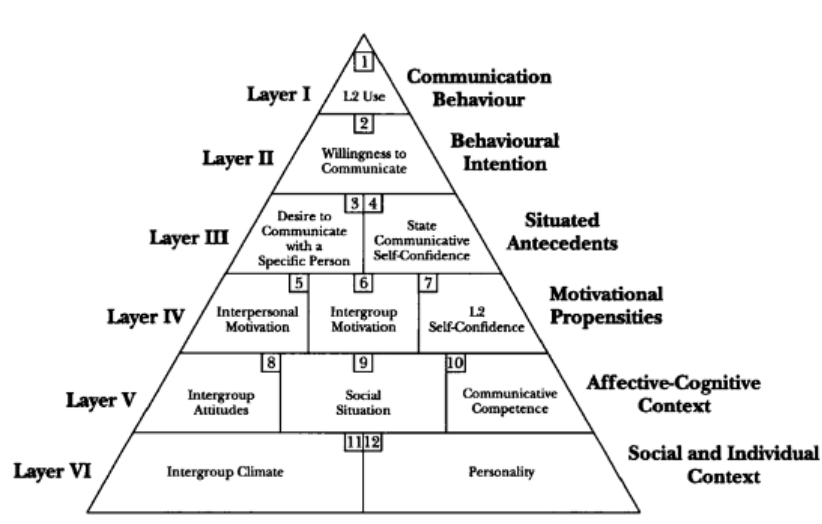 1
Layer I
L2 Use
Communication
Behaviour
2
Layer II
Willingness to
Communicate
Behavioural
Intention
3 4
Layer III
Desire to
Communicate
with a
Specific Person
State
Communicative
Self-Confidence
Situated
Antecedents
5 6 7
Layer IV
Interpersonal
Motivation
Intergroup
Motivation
L2
Self-Confidence
Motivational
Propensities
8 9 10
Layer V
Intergroup
Attitudes
Social
Situation
Communicative
Competence
Affective-Cognitive
Context
11 12
Layer VI
Intergroup Climate
Personality
Social and Individual
Context